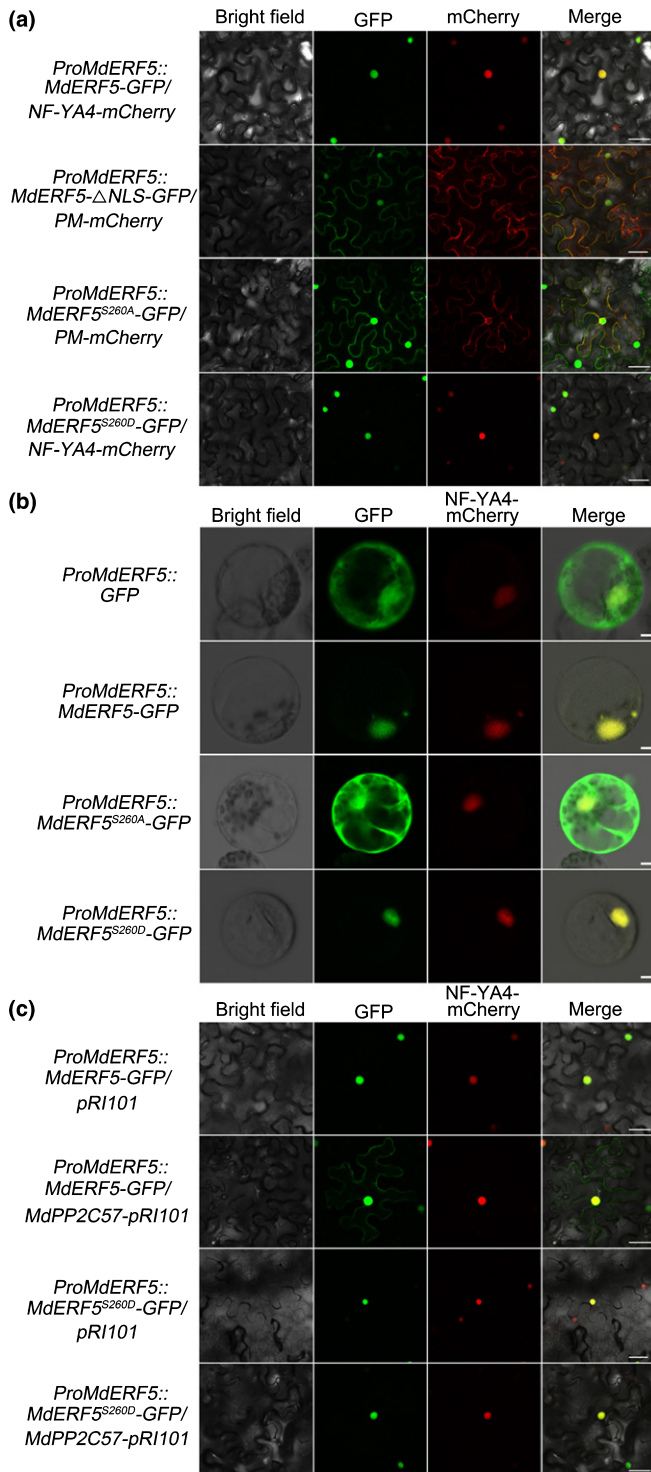 (a)
Bright field GFP mCherry Merge
ProMdERF5::
MdERF5-GFP/
NF-YA4-mCherry
ProMdERF5::
MdERF5-△NLS-GFP/
PM-mCherry
ProMdERF5::
MdERF5S260A-GFP/
PM-mCherry
ProMdERF5::
MdERF5S260D-GFP/
NF-YA4-mCherry
(b)
NF-YA4-
Bright field GFP mCherry Merge
ProMdERF5::
GFP
ProMdERF5::
MdERF5-GFP
ProMdERF5::
MdERF5S260A-GFP
ProMdERF5::
MdERF5S260D-GFP
(c)
NF-YA4-
Bright field GFP mCherry Merge
ProMdERF5::
MdERF5-GFP/
pRI101
ProMdERF5::
MdERF5-GFP/
MdPP2C57-pRI101
ProMdERF5::
MdERF5S260D-GFP/
pRI101
ProMdERF5::
MdERF5S260D-GFP/
MdPP2C57-pRI101